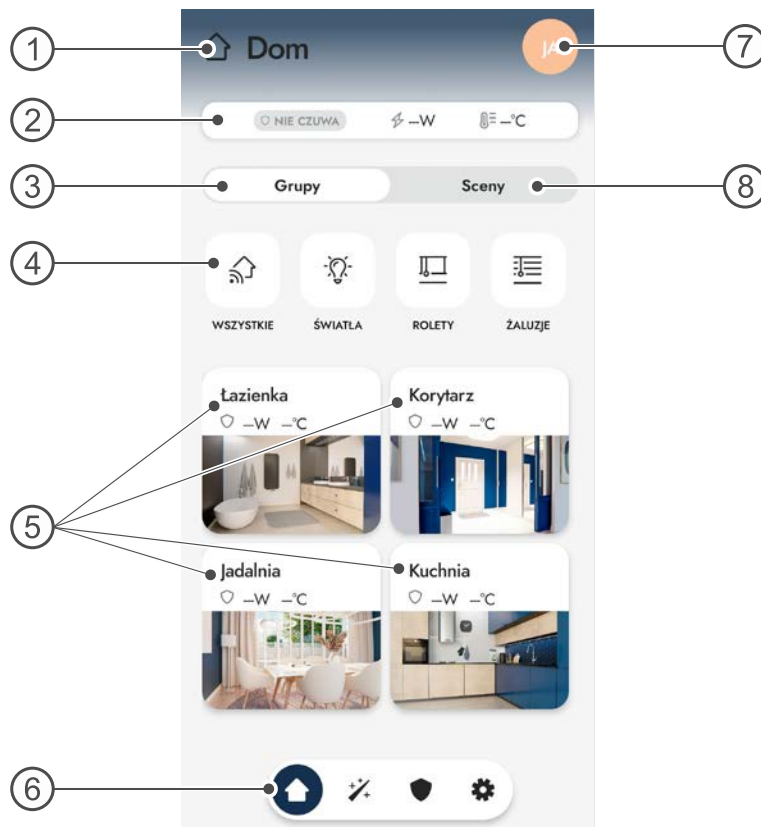 1 Dom JA 7
2 NIE CZUWA –W –°C
3 Grupy Sceny 8
4
WSZYSTKIE ŚWIATŁA ROLETY ŻALUZJE
Łazienka Korytarz
–W –°C –W –°C
5
Jadalnia Kuchnia
–W –°C –W –°C
6